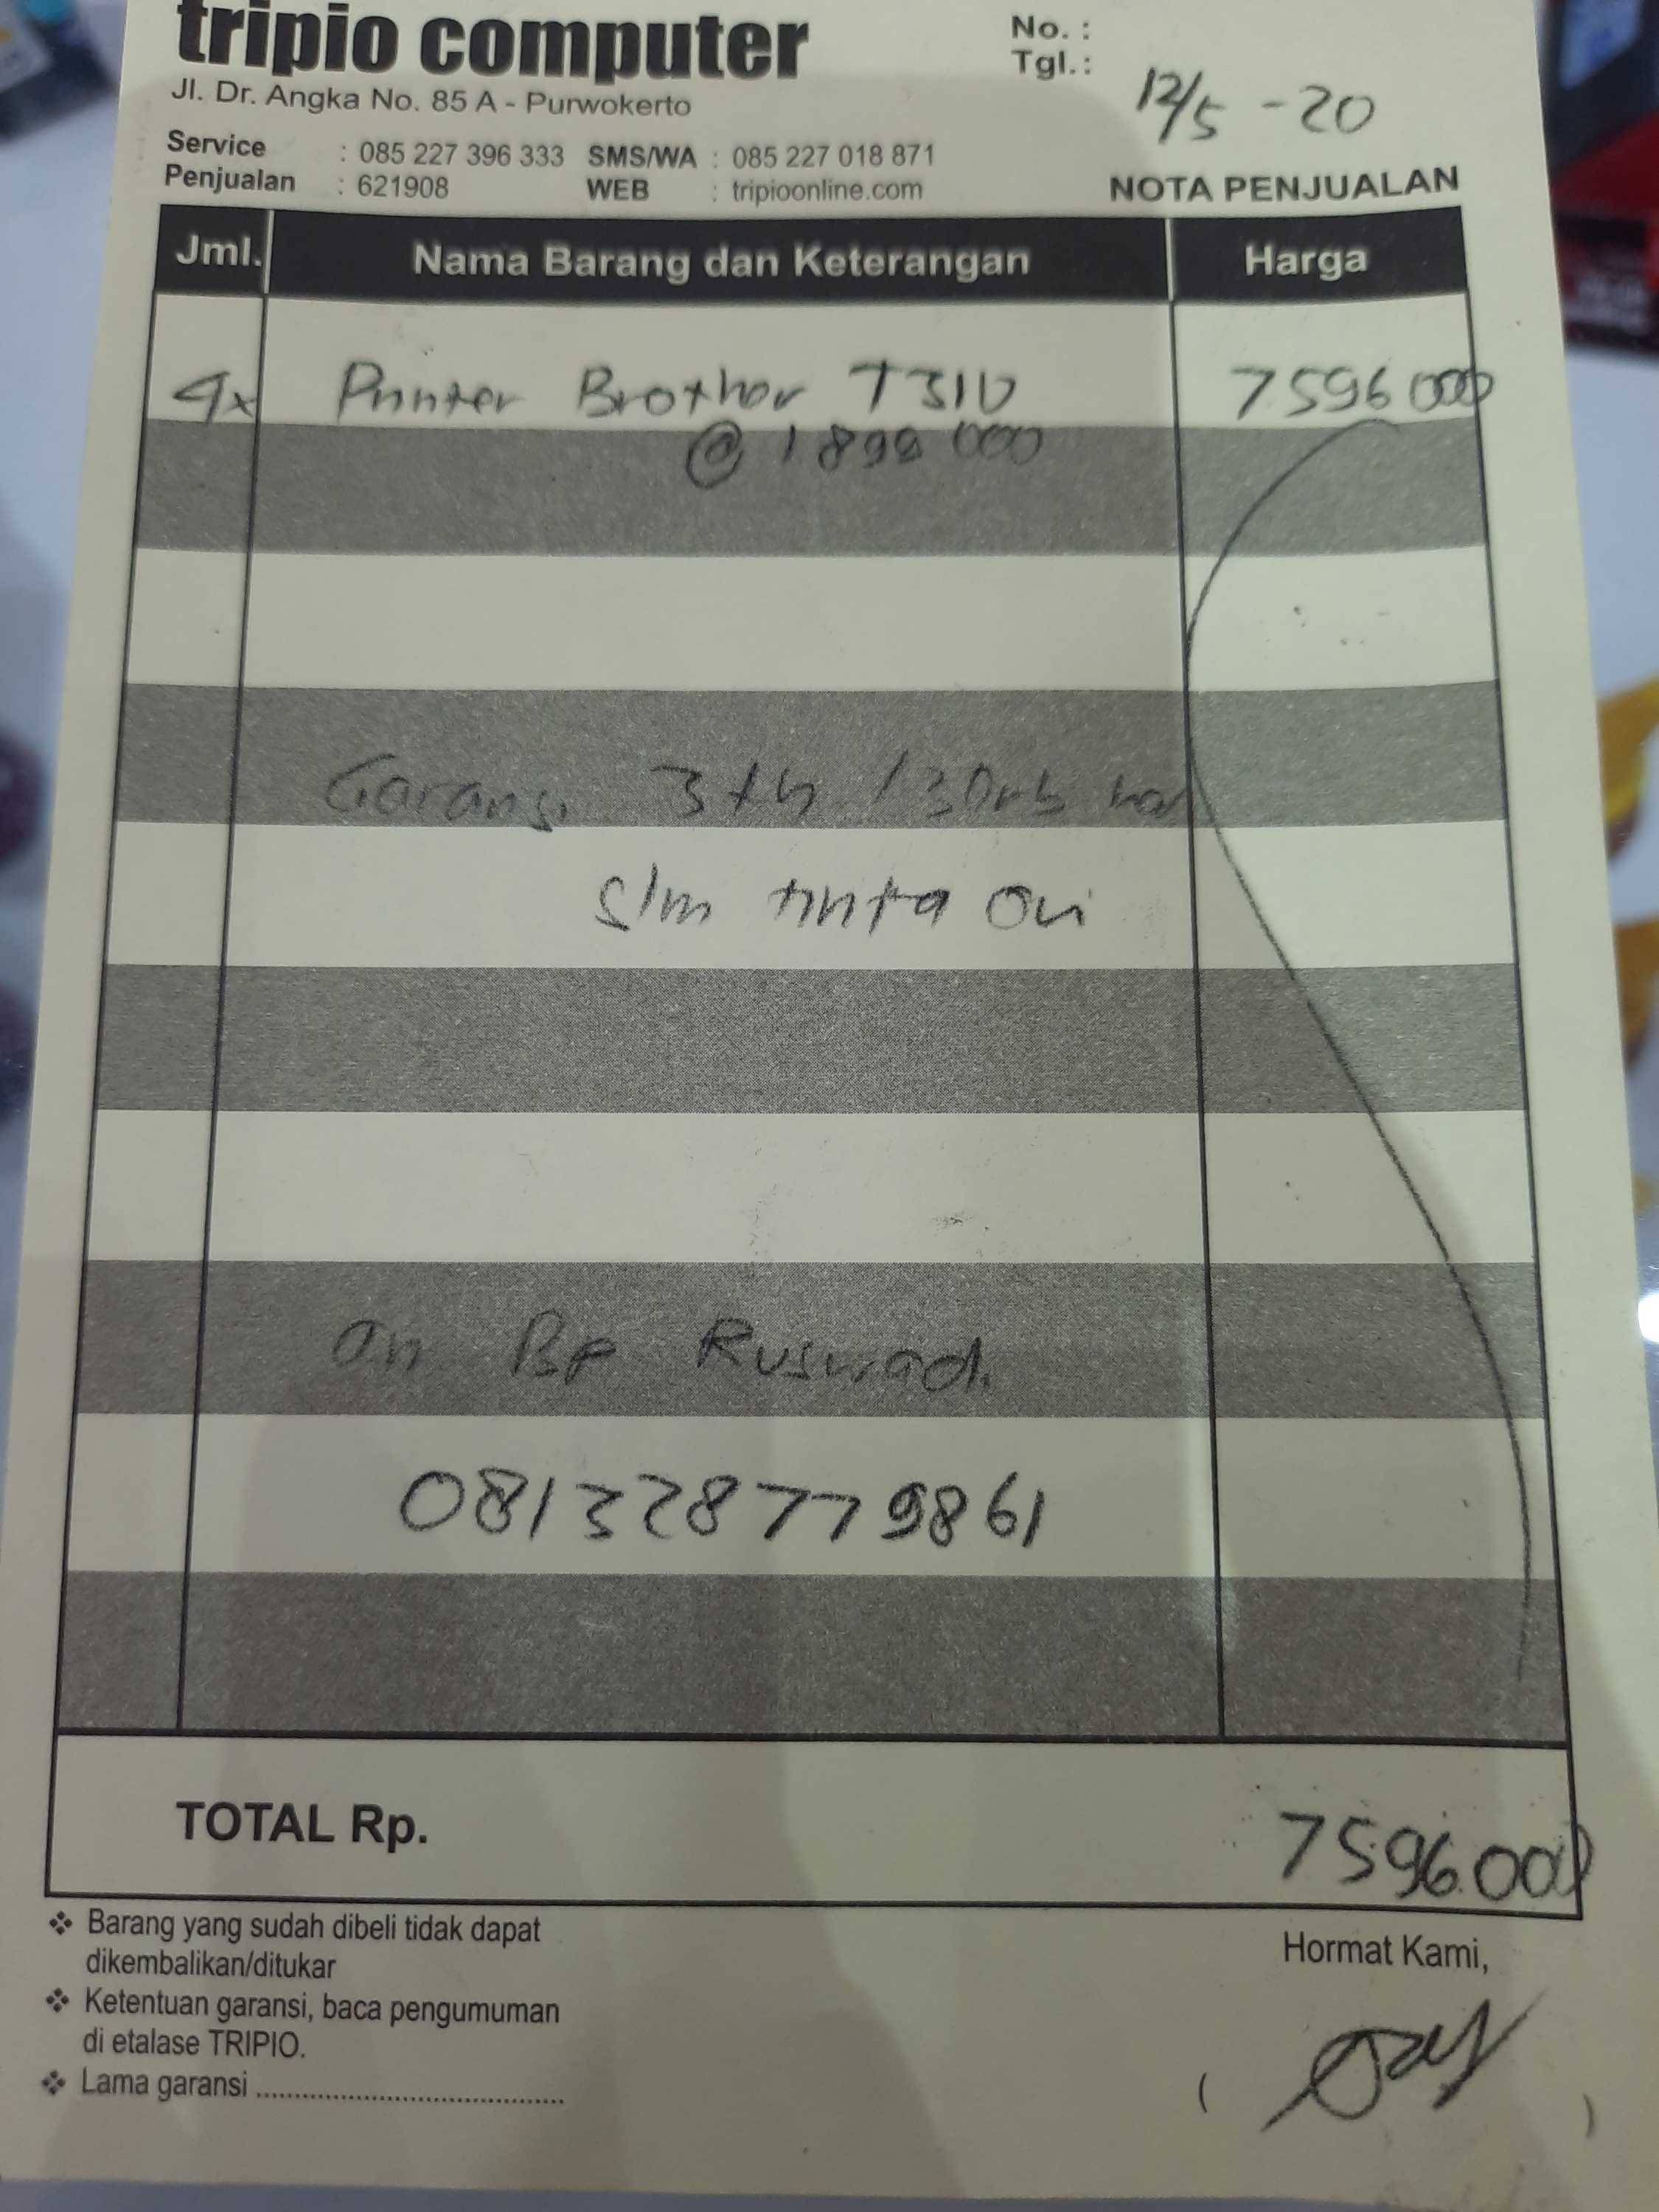 tripio computer
Jl. Dr. Angka No. 85 A - Purwokerto
Service : 085 227 396 333 SMS/WA : 085 227 018 871
Penjualan : 621908 WEB : tripioonline.com
No. :
Tgl.: 12/5 - 20
NOTA PENJUALAN
Jml. Nama Barang dan Keterangan Harga
4x Printer Brother T310 7596000
@ 1899000
Garansi 3th / 30rb
slm tinta Ori
an Bp Ruswadi
081328779861
TOTAL Rp. 7596.000
❖ Barang yang sudah dibeli tidak dapat
dikembalikan/ditukar
❖ Ketentuan garansi, baca pengumuman
di etalase TRIPIO.
❖ Lama garansi ........................................
Hormat Kami,
( )